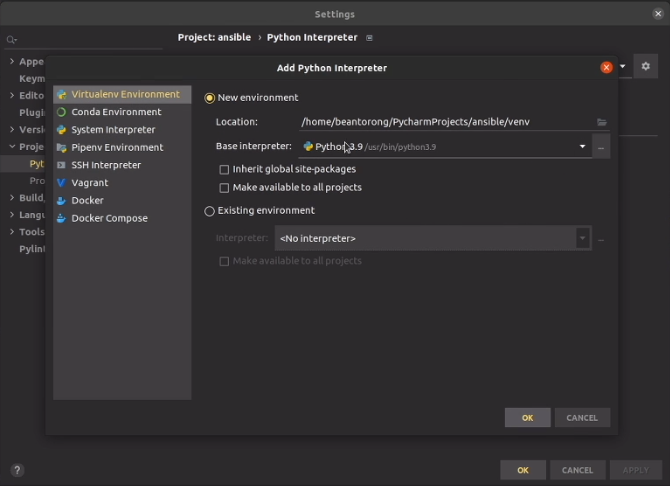 Settings
Project: ansible › Python Interpreter
Appe
Keym
Editor
Plugin
Versio
Proje
Pyt
Pro
Build,
Langu
Tools
Pylint
Add Python Interpreter
Virtualenv Environment
Conda Environment
System Interpreter
Pipenv Environment
SSH Interpreter
Vagrant
Docker
Docker Compose
New environment
Location: /home/beantorong/PycharmProjects/ansible/venv
Base interpreter: Python 3.9 /usr/bin/python3.9
Inherit global site-packages
Make available to all projects
Existing environment
Interpreter: <No interpreter>
Make available to all projects
OK CANCEL
? OK CANCEL APPLY